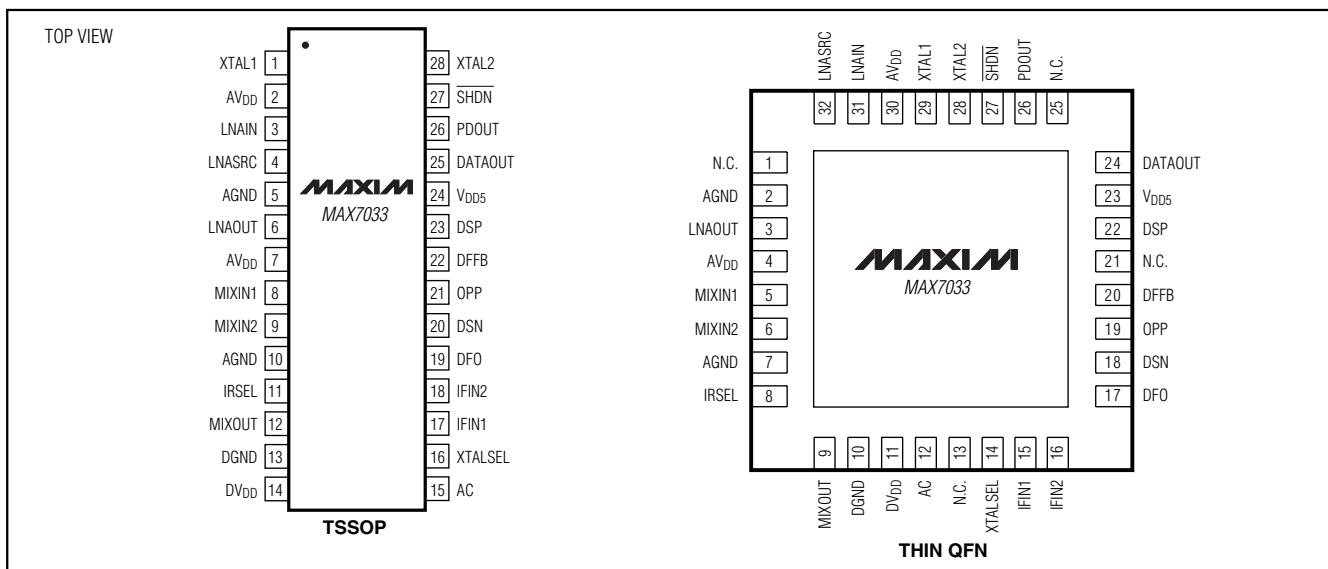 TOP VIEW
XTAL1 1
AVDD 2
LNAIN 3
LNASRC 4
AGND 5
LNAOUT 6
AVDD 7
MIXIN1 8
MIXIN2 9
AGND 10
IRSEL 11
MIXOUT 12
DGND 13
DVDD 14
MAXIM
MAX7033
28 XTAL2
27 SHDN
26 PDOUT
25 DATAOUT
24 VDD5
23 DSP
22 DFFB
21 OPP
20 DSN
19 DFO
18 IFIN2
17 IFIN1
16 XTALSEL
15 AC
TSSOP
LNASRC
LNAIN
AVDD
XTAL1
XTAL2
SHDN
PDOUT
N.C.
32 31 30 29 28 27 26 25
N.C. 1
AGND 2
LNAOUT 3
AVDD 4
MIXIN1 5
MIXIN2 6
AGND 7
IRSEL 8
MAXIM
MAX7033
24 DATAOUT
23 VDD5
22 DSP
21 N.C.
20 DFFB
19 OPP
18 DSN
17 DFO
9 10 11 12 13 14 15 16
MIXOUT
DGND
DVDD
AC
N.C.
XTALSEL
IFIN1
IFIN2
THIN QFN